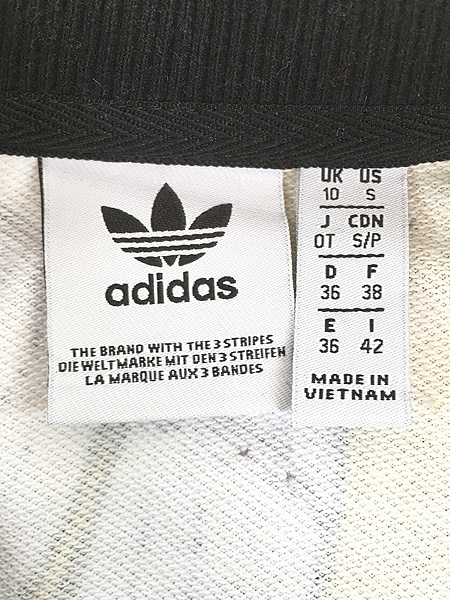 adidas
THE BRAND WITH THE 3 STRIPES
DIE WELTMARKE MIT DEN 3 STREIFEN
LA MARQUE AUX 3 BANDES
UK US
10 S
J CDN
OT S/P
D F
36 38
E I
36 42
MADE IN
VIETNAM